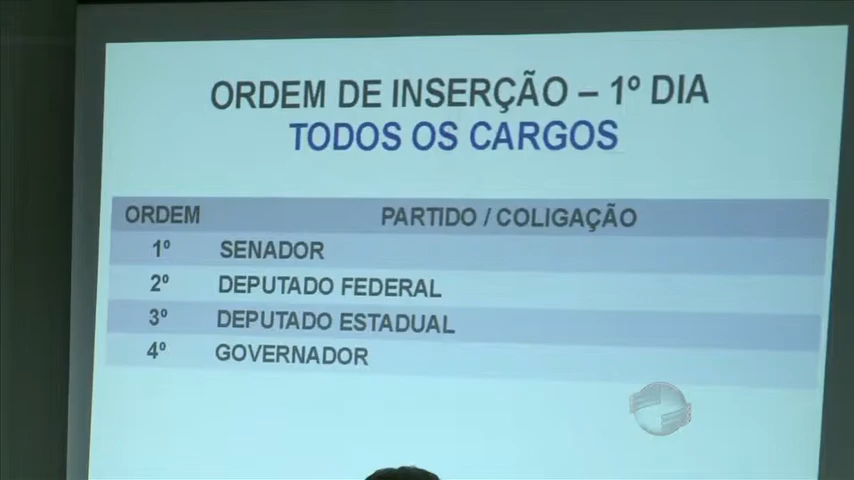 ORDEM DE INSERÇÃO – 1º DIA
TODOS OS CARGOS
ORDEM PARTIDO / COLIGAÇÃO
1º SENADOR
2º DEPUTADO FEDERAL
3º DEPUTADO ESTADUAL
4º GOVERNADOR